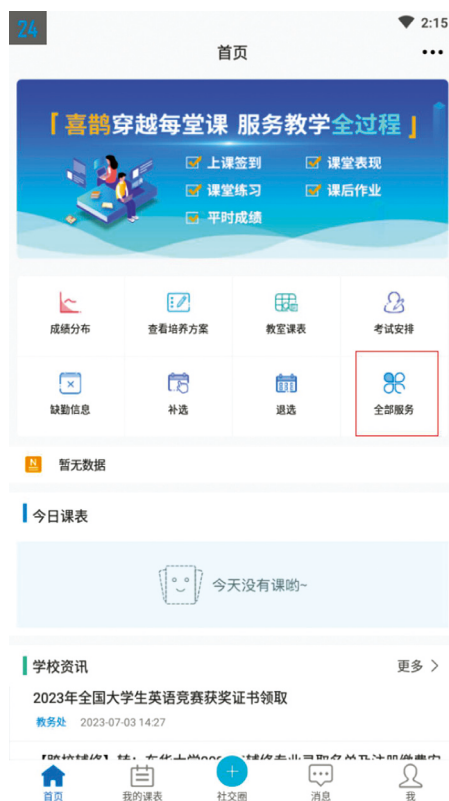 24
2:15
首页
「喜鹊穿越每堂课 服务教学全过程」
上课签到 课堂表现
课堂练习 课后作业
平时成绩
成绩分布 查看培养方案 教室课表 考试安排
缺勤信息 补选 退选 全部服务
N 暂无数据
今日课表
今天没有课哟~
学校资讯 更多
2023年全国大学生英语竞赛获奖证书领取
教务处 2023-07-03 14:27
首页 我的课表 社交圈 消息 我